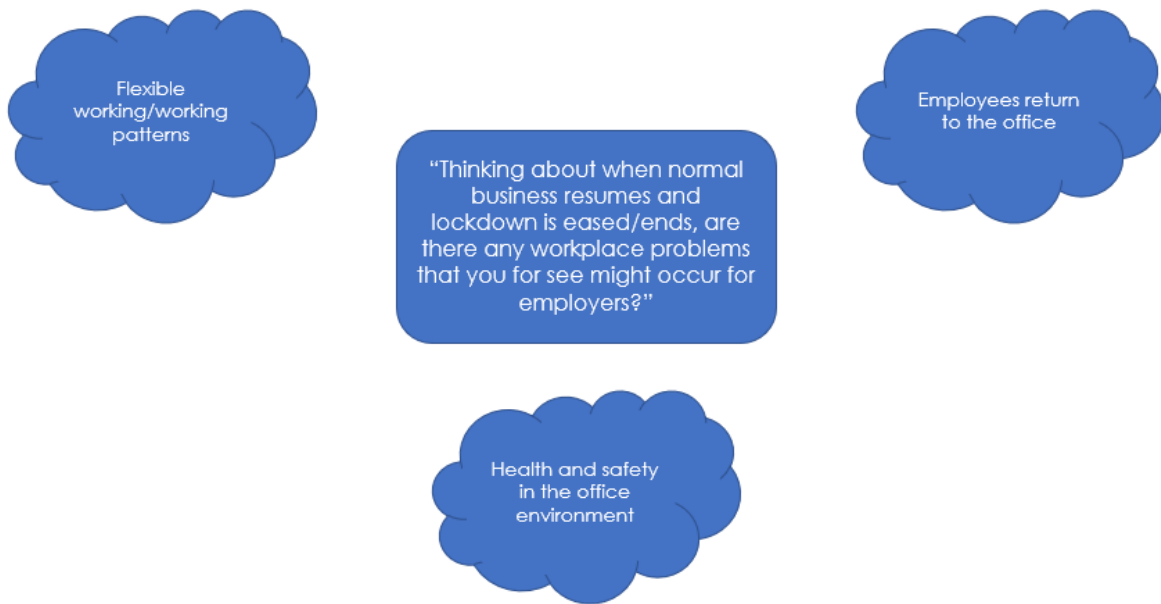 Flexible
working/working
patterns
Employees return
to the office
“Thinking about when normal
business resumes and
lockdown is eased/ends, are
there any workplace problems
that you for see might occur for
employers?”
Health and safety
in the office
environment